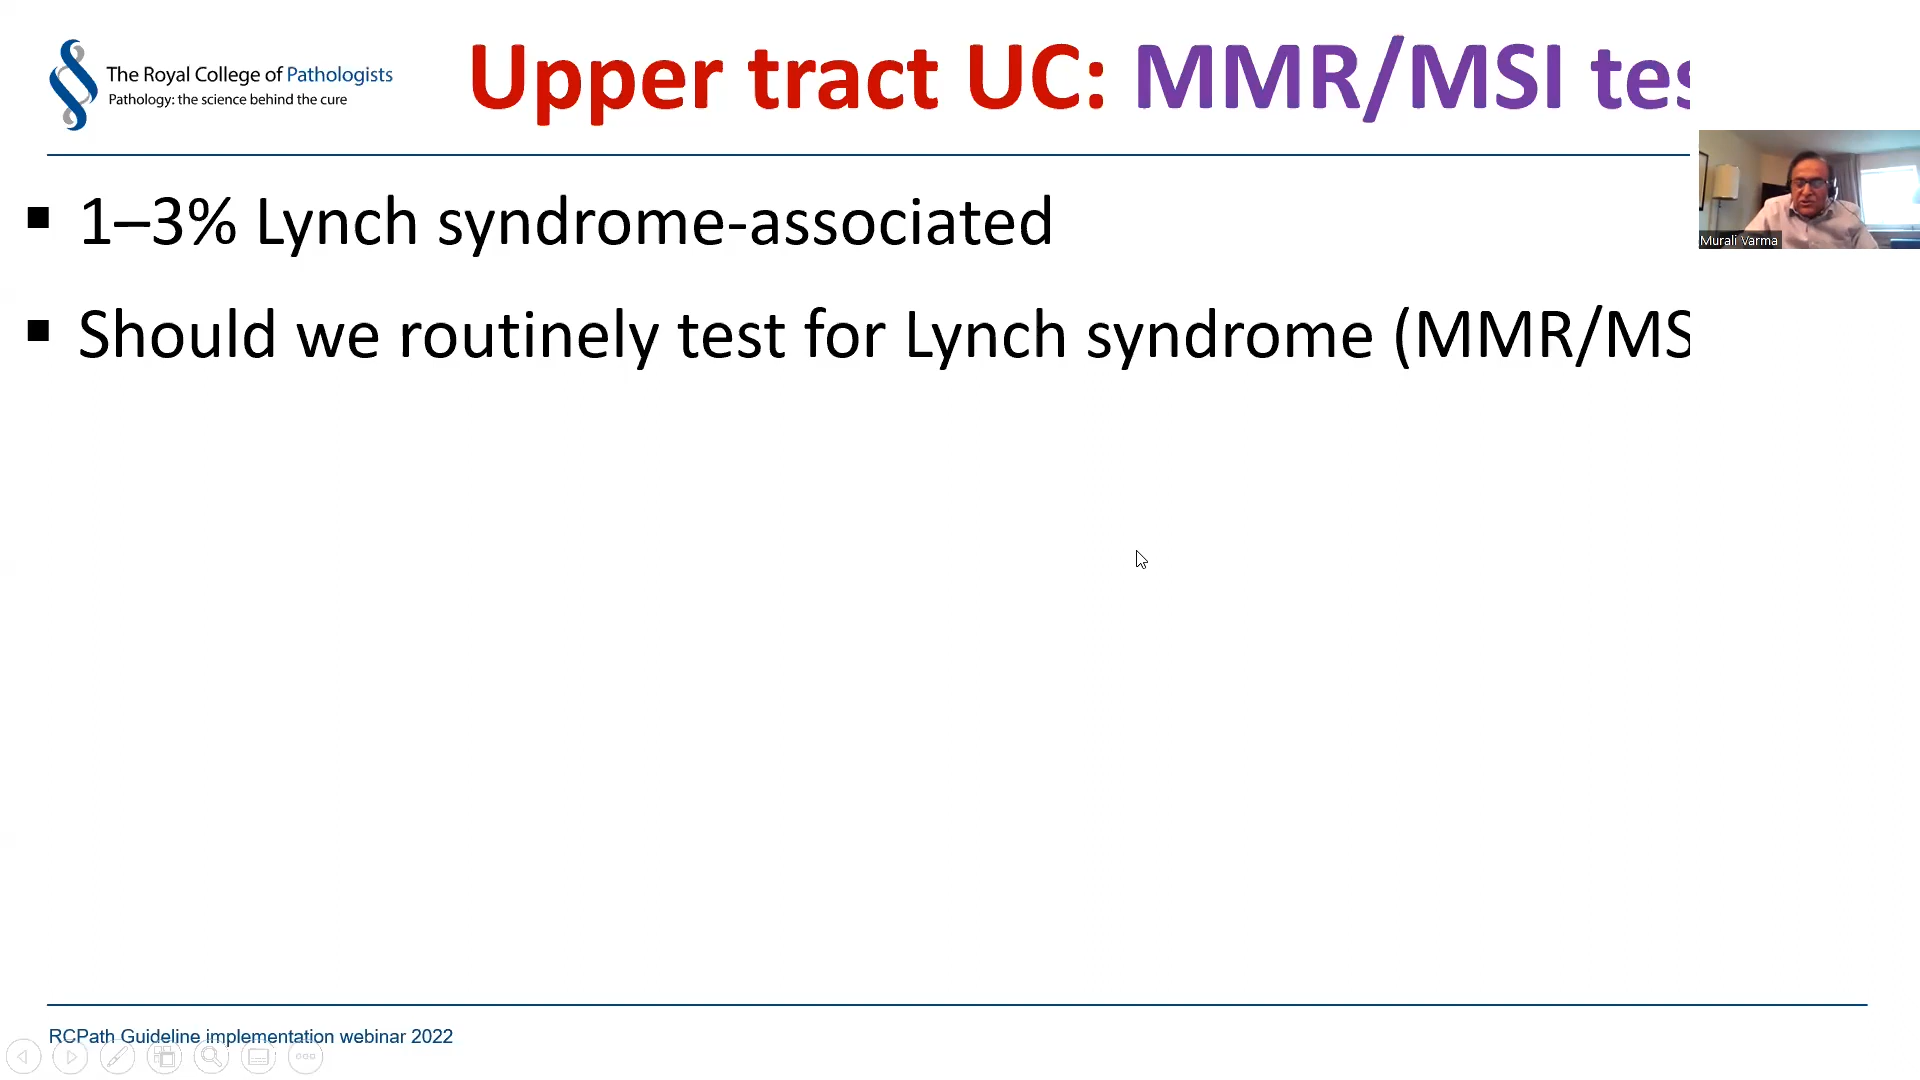 The Royal College of Pathologists
Pathology: the science behind the cure
Upper tract UC: MMR/MSI tes
Murali Varma
▪ 1–3% Lynch syndrome-associated
▪ Should we routinely test for Lynch syndrome (MMR/MS
RCPath Guideline implementation webinar 2022